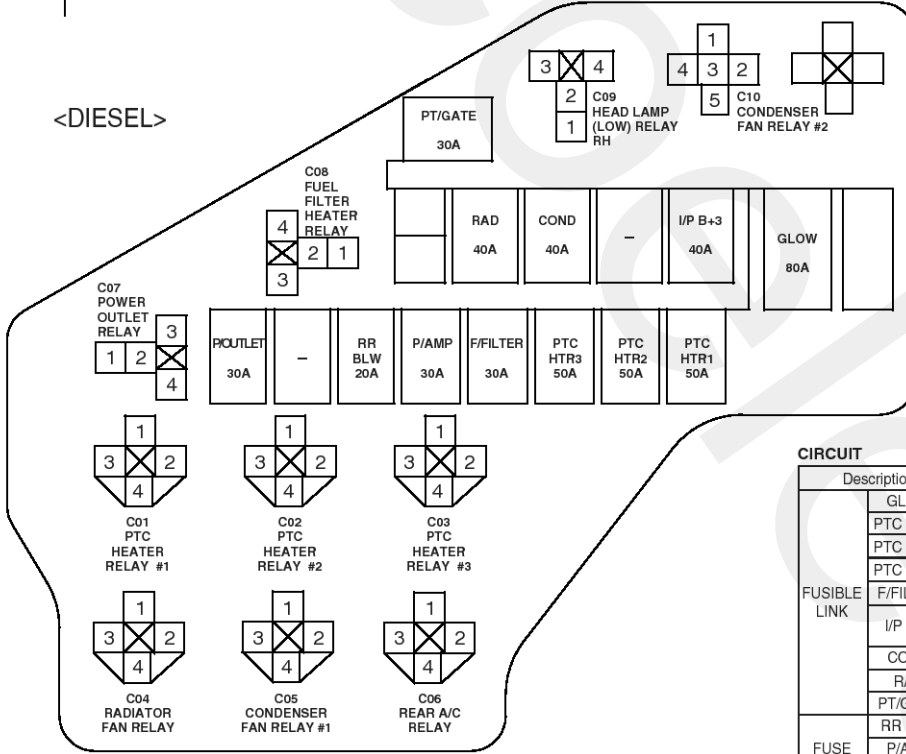 <DIESEL>
3 4
2
1
C09
HEAD LAMP
(LOW) RELAY
RH
1
4 3 2
5
C10
CONDENSER
FAN RELAY #2
PT/GATE
30A
C08
FUEL
FILTER
HEATER
RELAY
4
2 1
3
RAD
40A
COND
40A
–
I/P B+3
40A
GLOW
80A
C07
POWER
OUTLET
RELAY
3
1 2
4
P/OUTLET
30A
–
RR
BLW
20A
P/AMP
30A
F/FILTER
30A
PTC
HTR3
50A
PTC
HTR2
50A
PTC
HTR1
50A
1
3 2
4
C01
PTC
HEATER
RELAY #1
1
3 2
4
C02
PTC
HEATER
RELAY #2
1
3 2
4
C03
PTC
HEATER
RELAY #3
1
3 2
4
C04
RADIATOR
FAN RELAY
1
3 2
4
C05
CONDENSER
FAN RELAY #1
1
3 2
4
C06
REAR A/C
RELAY
CIRCUIT
FUSIBLE
LINK
PTC
PTC
PTC
I/P
FUSE
RR